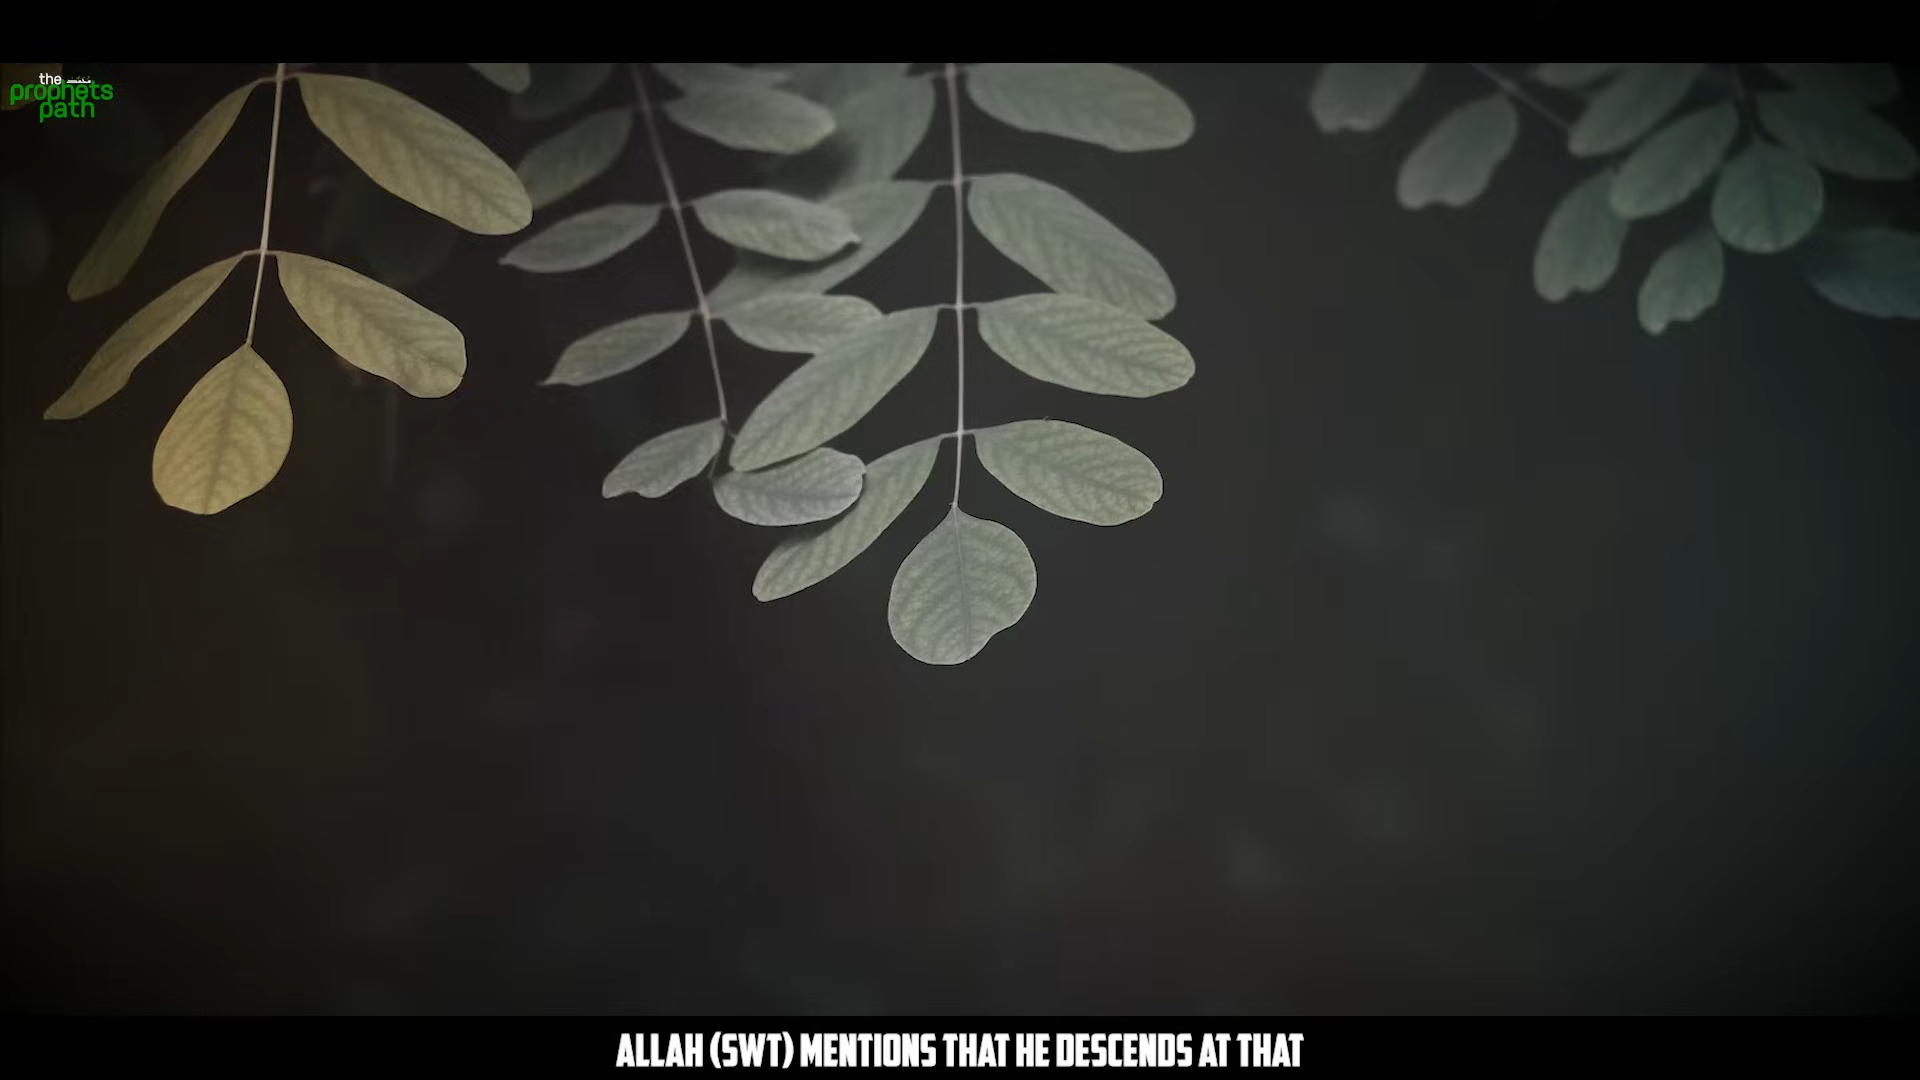 the
prophets
path
ALLAH (SWT) MENTIONS THAT HE DESCENDS AT THAT